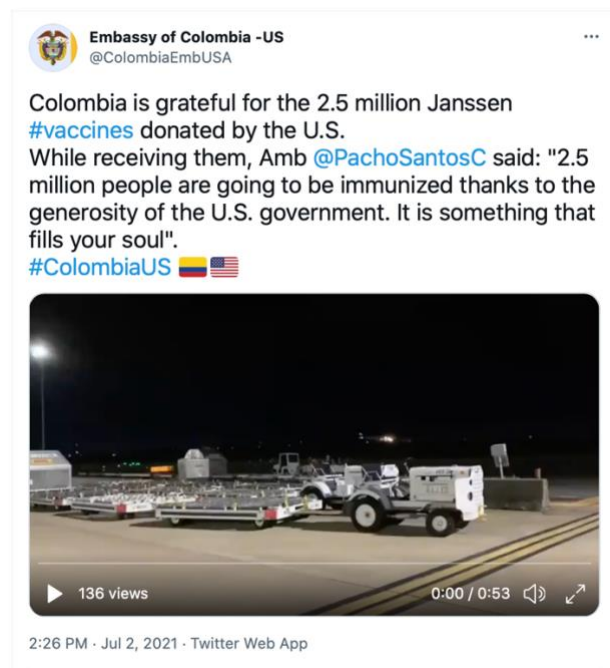 Embassy of Colombia -US
@ColombiaEmbUSA
Colombia is grateful for the 2.5 million Janssen
#vaccines donated by the U.S.
While receiving them, Amb @PachoSantosC said: "2.5
million people are going to be immunized thanks to the
generosity of the U.S. government. It is something that
fills your soul".
#ColombiaUS 🇨🇴🇺🇸
136 views
0:00 / 0:53
2:26 PM · Jul 2, 2021 · Twitter Web App